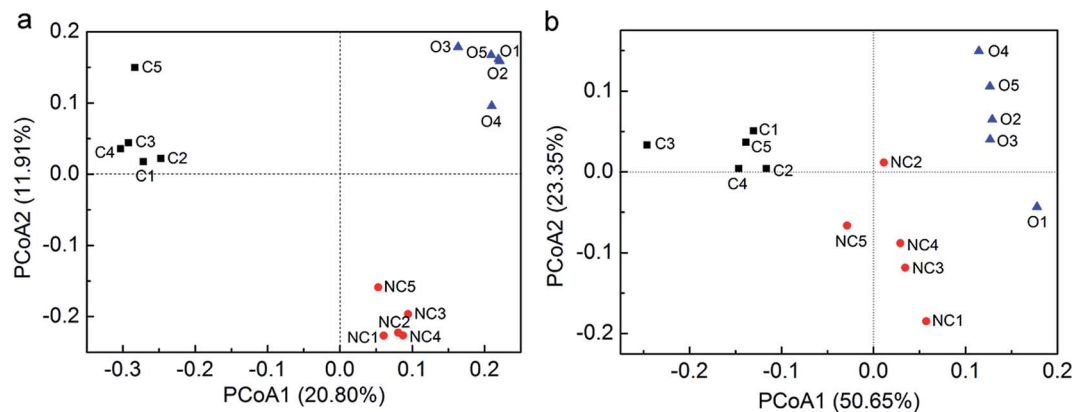 a
PCoA2 (11.91%)
0.2
0.1
0.0
-0.1
-0.2
C5
C3
C4
C2
C1
O3
O5
O1
O2
O4
NC5
NC3
NC2
NC1
NC4
-0.3
-0.2
-0.1
0.0
0.1
0.2
PCoA1 (20.80%)
b
PCoA2 (23.35%)
0.1
0.0
-0.1
-0.2
O4
O5
O2
O3
O1
C1
C3
C5
C4
C2
NC2
NC5
NC4
NC3
NC1
-0.2
-0.1
0.0
0.1
0.2
PCoA1 (50.65%)